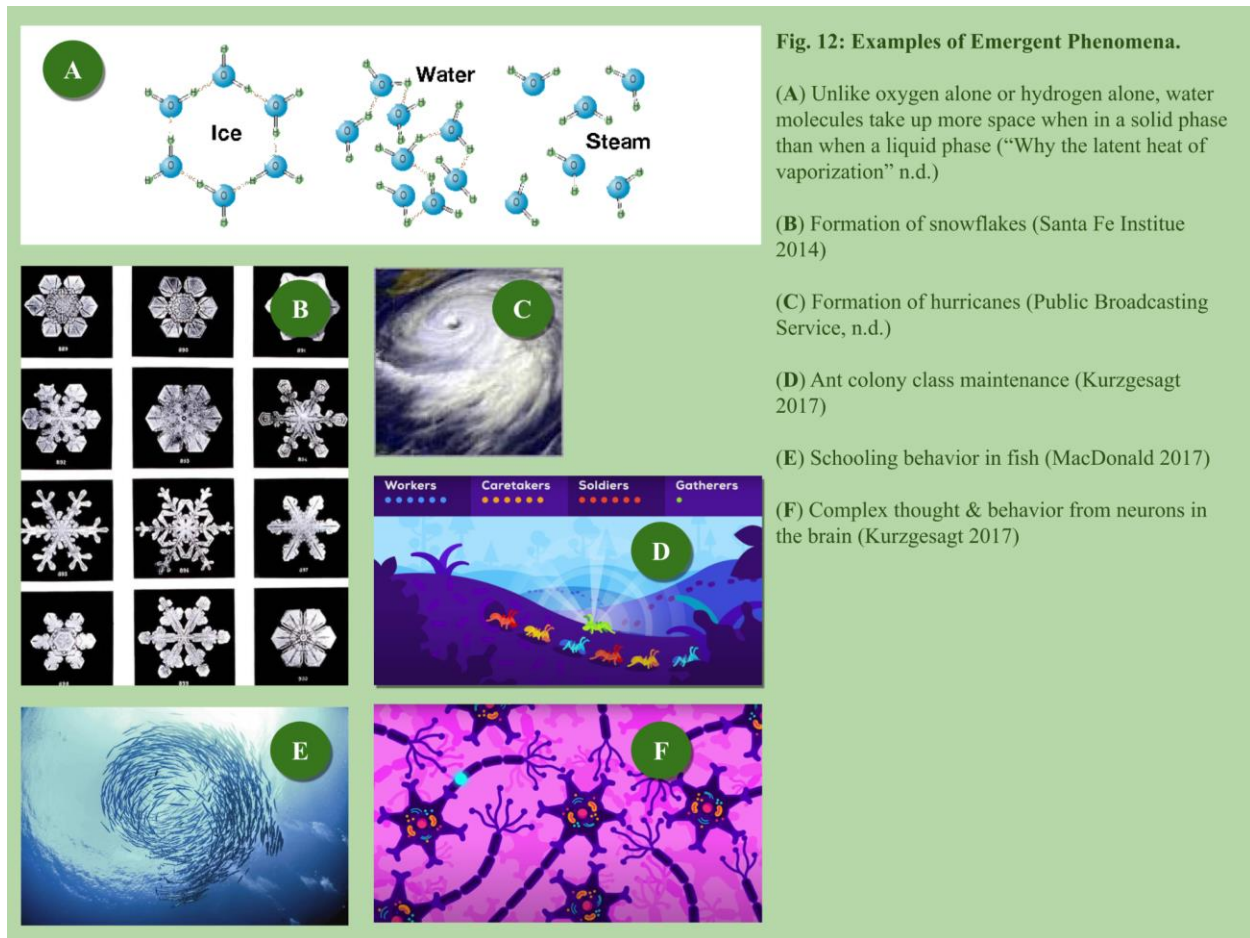 A
Ice
Water
Steam
Fig. 12: Examples of Emergent Phenomena.
(A) Unlike oxygen alone or hydrogen alone, water
molecules take up more space when in a solid phase
than when a liquid phase (“Why the latent heat of
vaporization” n.d.)
(B) Formation of snowflakes (Santa Fe Institue
2014)
(C) Formation of hurricanes (Public Broadcasting
Service, n.d.)
(D) Ant colony class maintenance (Kurzgesagt
2017)
(E) Schooling behavior in fish (MacDonald 2017)
(F) Complex thought & behavior from neurons in
the brain (Kurzgesagt 2017)
B
C
Workers Caretakers Soldiers Gatherers
D
E
F